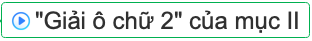 "Giải ô chữ 2" của mục II